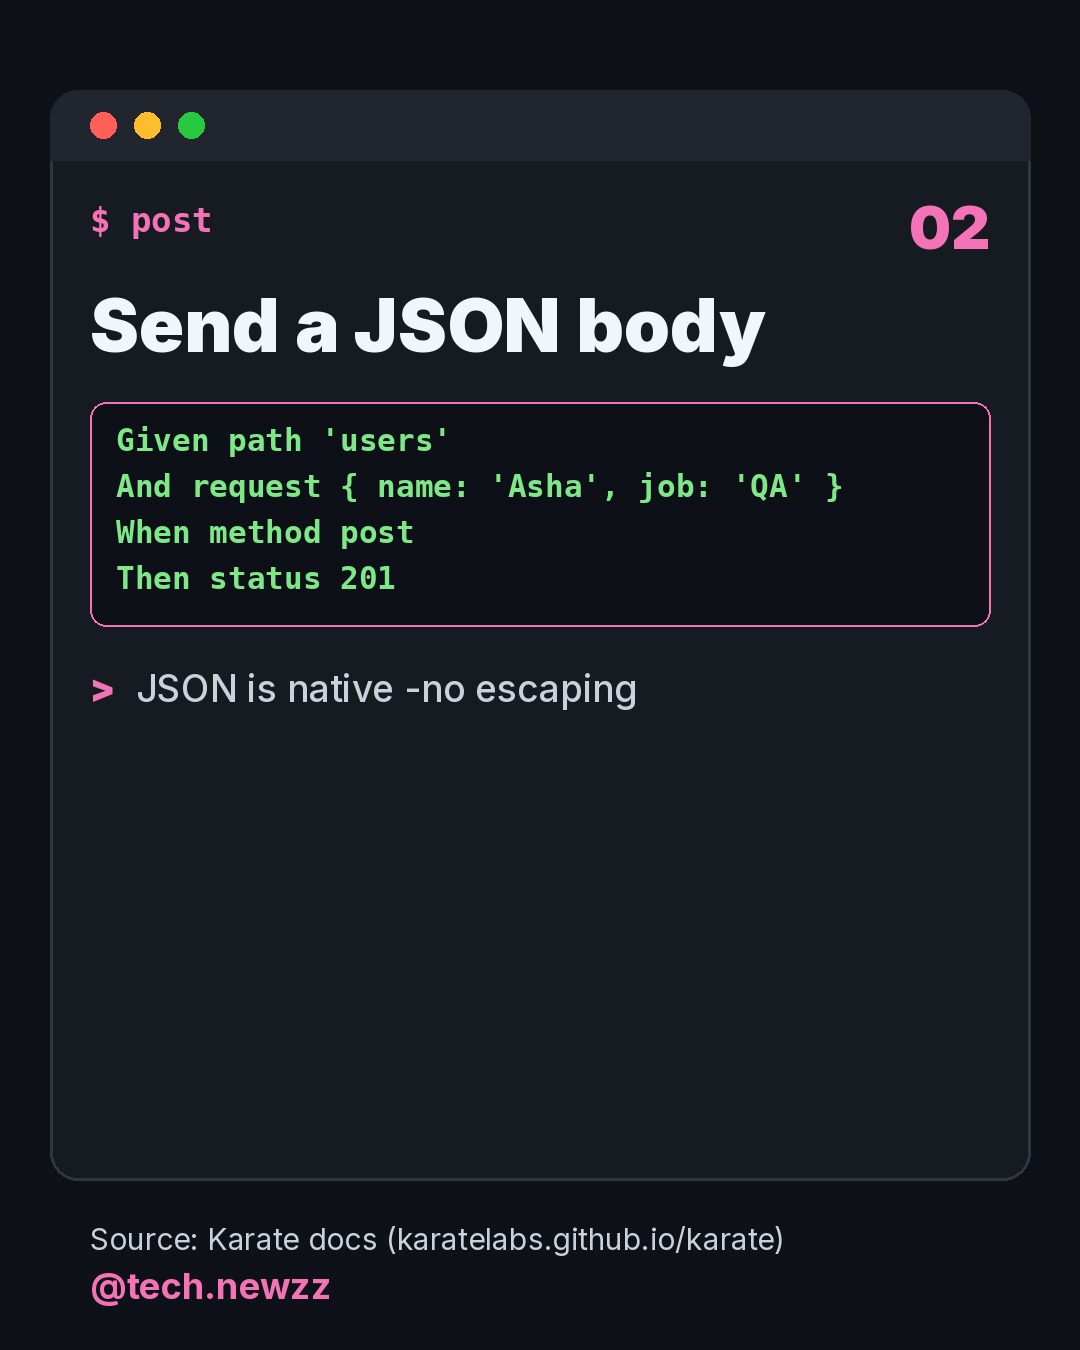 $ post
02
Send a JSON body
Given path 'users'
And request { name: 'Asha', job: 'QA' }
When method post
Then status 201
> JSON is native -no escaping
Source: Karate docs (karatelabs.github.io/karate)
@tech.newzz